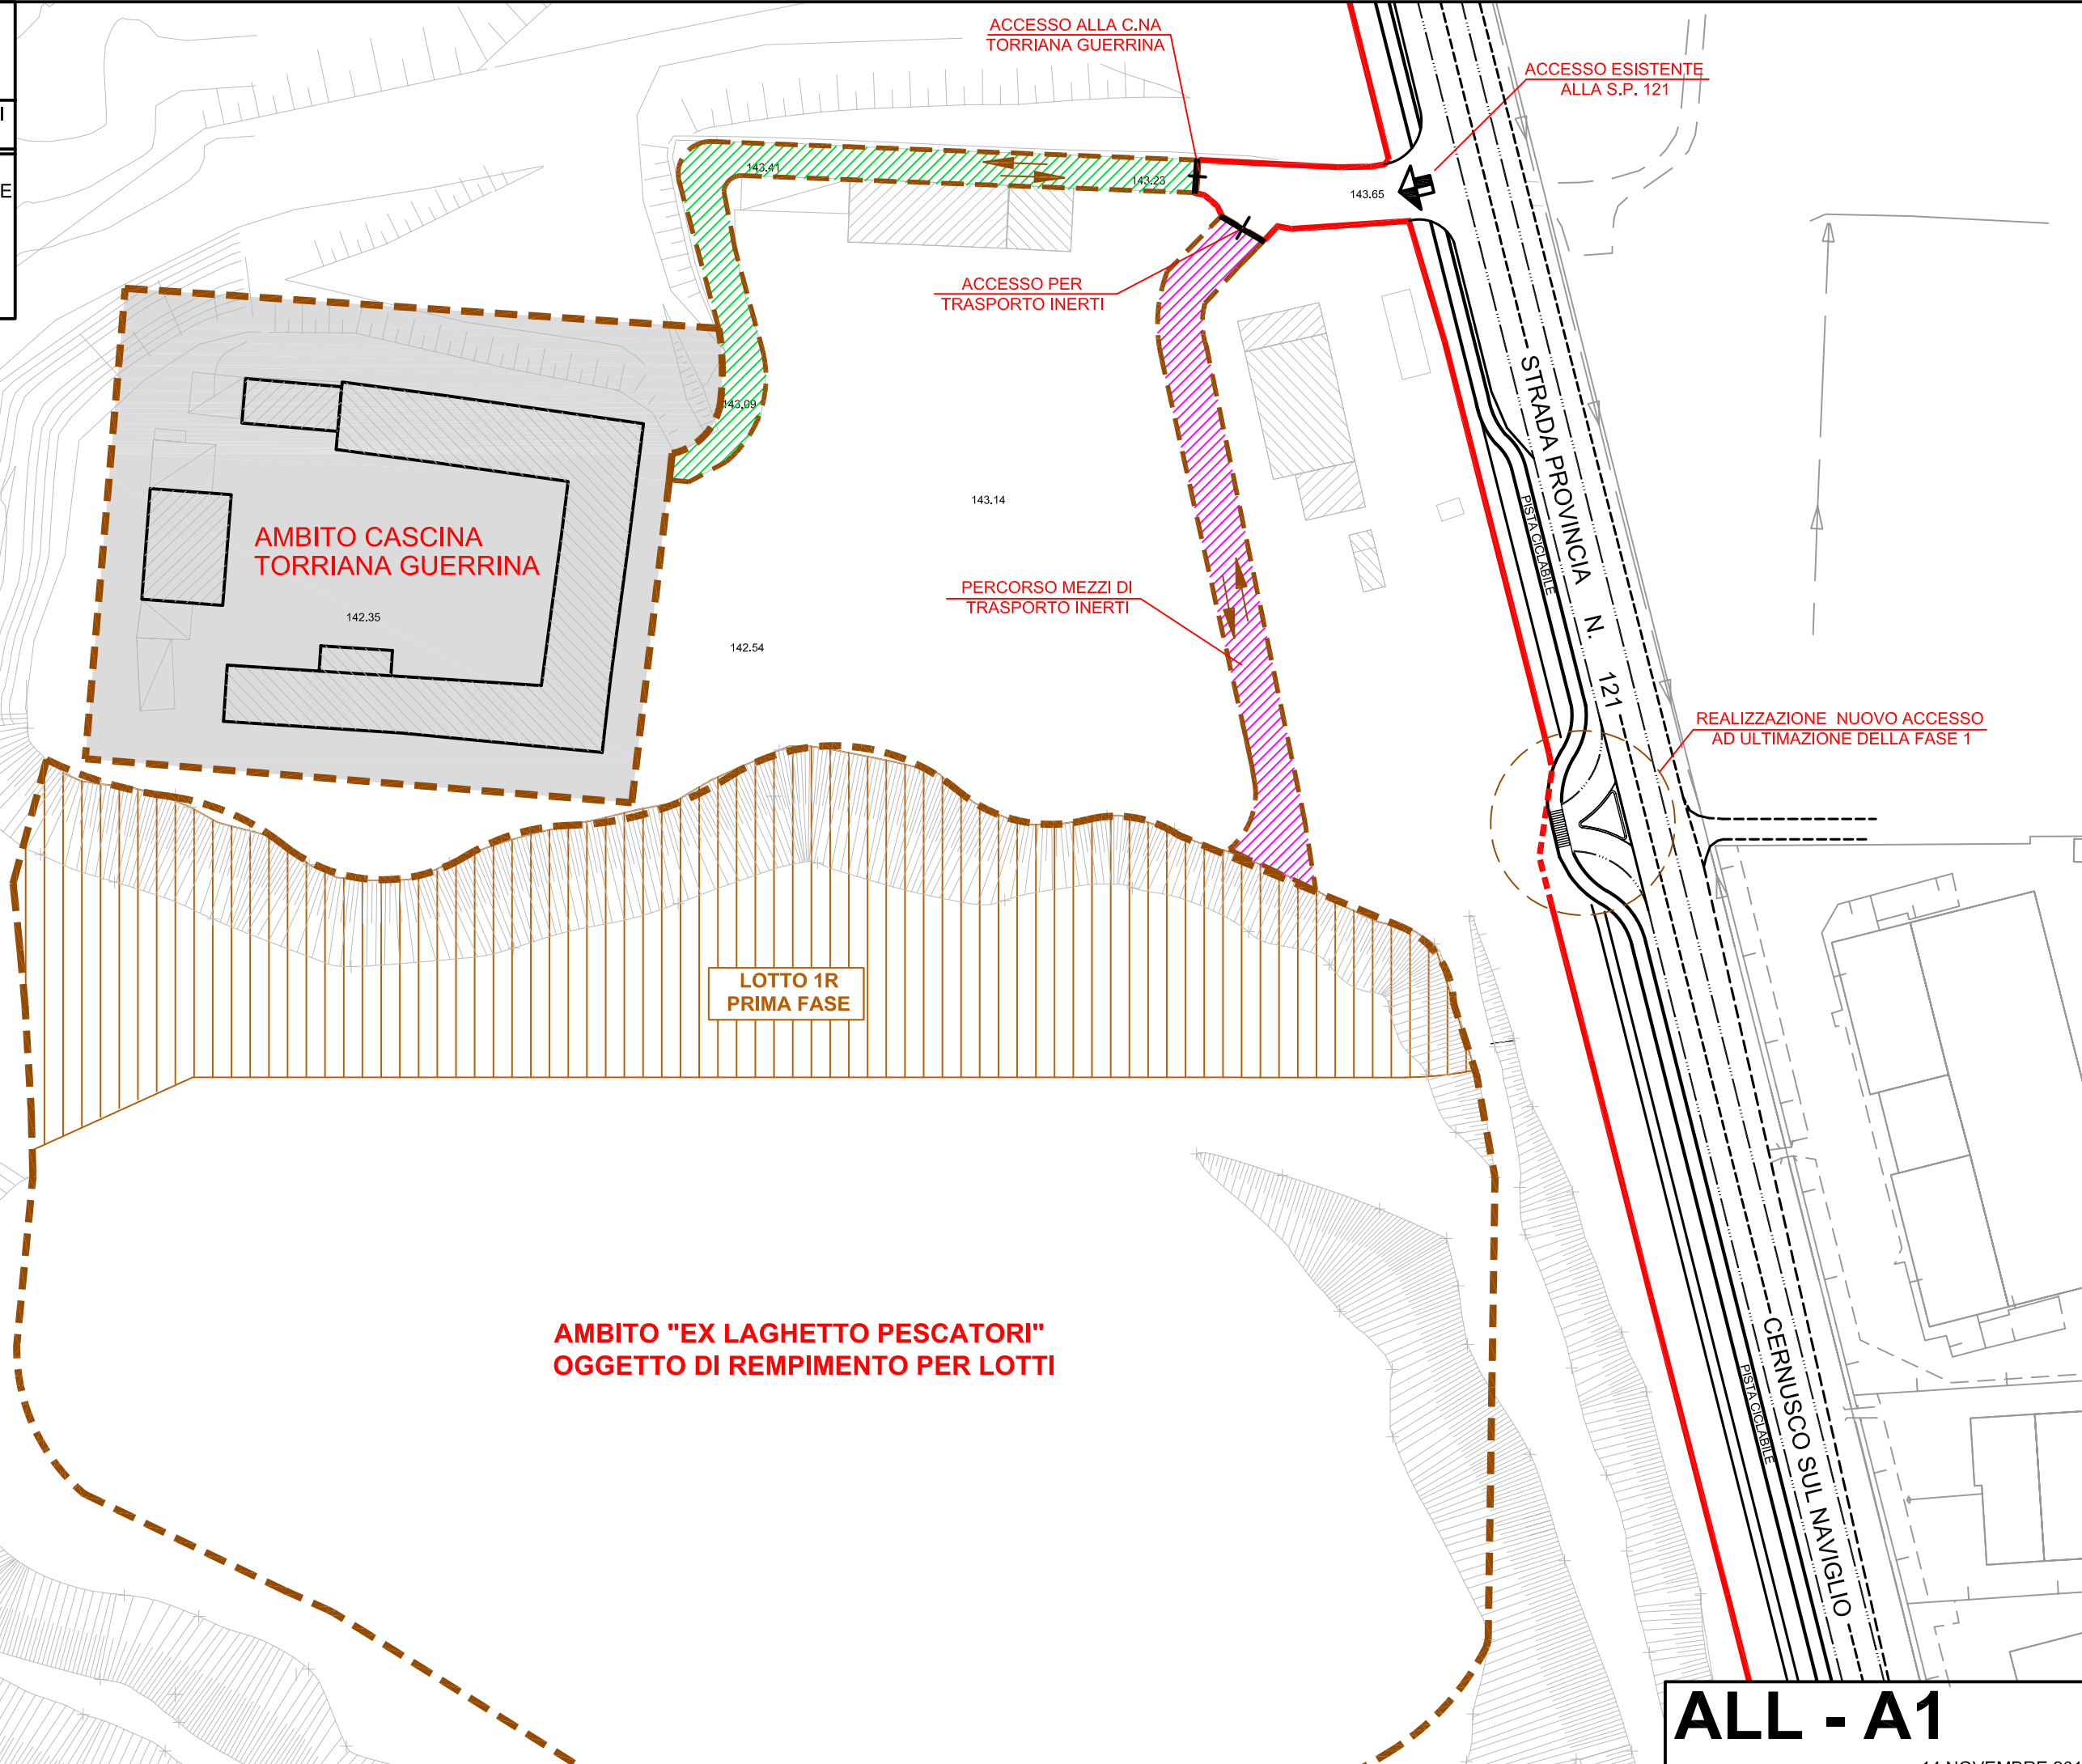 ACCESSO ALLA C.NA
TORRIANA GUERRINA
ACCESSO ESISTENTE
ALLA S.P. 121
I
E
143.41
143.23
143.65
ACCESSO PER
TRASPORTO INERTI
143.09
STRADA PROVINCIA N. 121
PISTA CICLABILE
143.14
AMBITO CASCINA
TORRIANA GUERRINA
142.35
PERCORSO MEZZI DI
TRASPORTO INERTI
142.54
REALIZZAZIONE NUOVO ACCESSO
AD ULTIMAZIONE DELLA FASE 1
LOTTO 1R
PRIMA FASE
AMBITO "EX LAGHETTO PESCATORI"
OGGETTO DI REMPIMENTO PER LOTTI
CERNUSCO SUL NAVIGLIO
PISTA CICLABILE
ALL - A1
14 NOVEMBRE 201